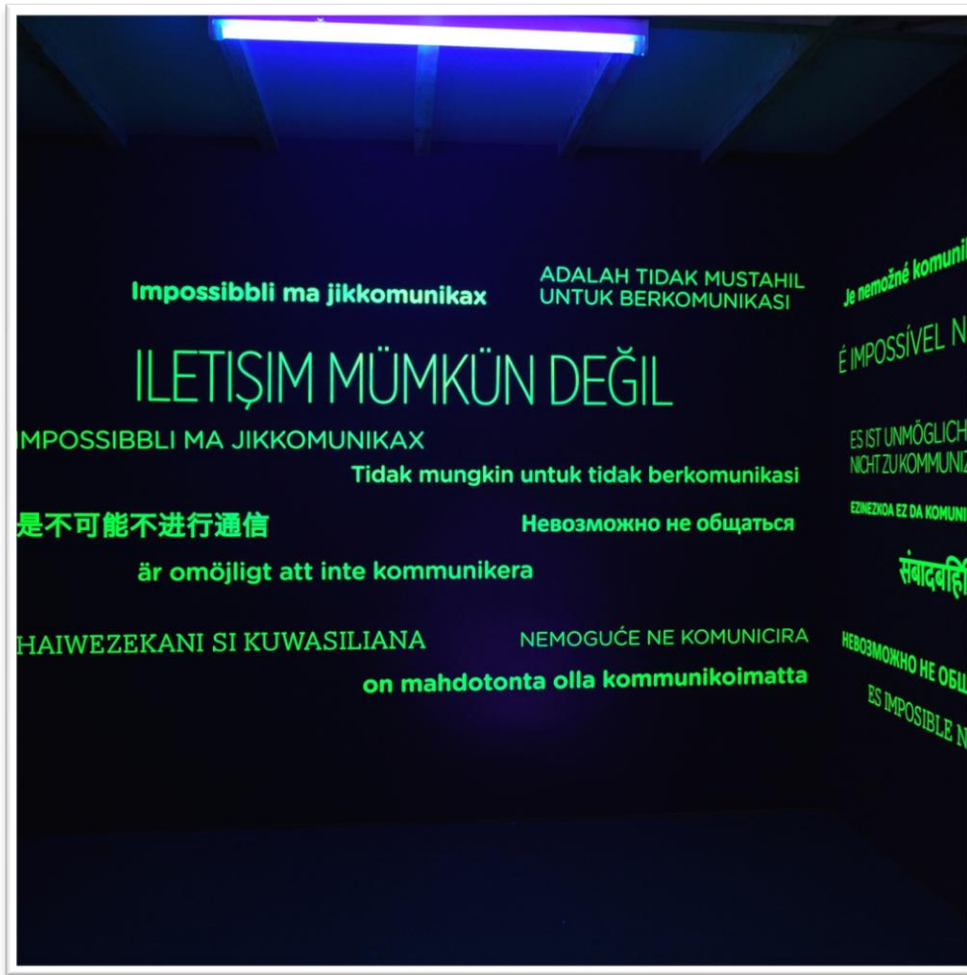 Impossibbli ma jikkomunikax
ADALAH TIDAK MUSTAHIL
UNTUK BERKOMUNIKASI
ILETIŞIM MÜMKÜN DEĞIL
IMPOSSIBBLI MA JIKKOMUNIKAX
Tidak mungkin untuk tidak berkomunikasi
是不可能不进行通信
Невозможно не общаться
är omöjligt att inte kommunikera
HAIWEZEKANI SI KUWASILIANA
NEMOGUĆE NE KOMUNICIRA
on mahdotonta olla kommunikoimatta
Je nemožné
É IMPOSSÍVEL
ES IST UNMÖGLICH
NICHT ZU
EZINEZKOA EZ DA
НЕВОЗМОЖНО НЕ
ES IMPOSIBLE